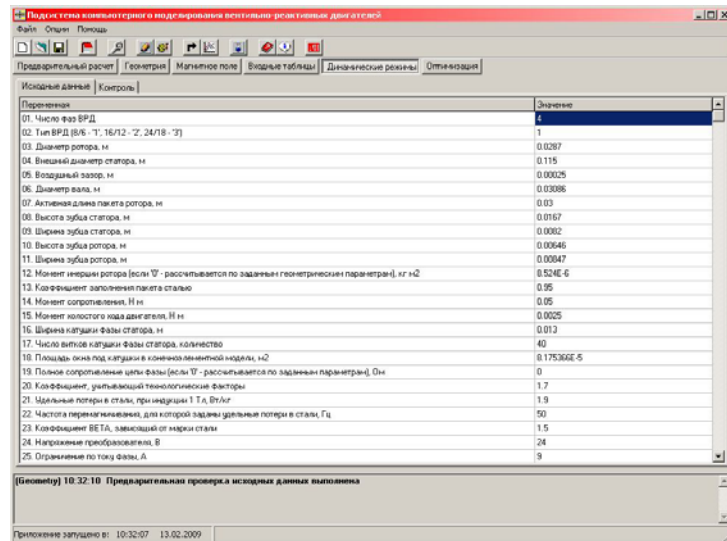 Подсистема компьютерного моделирования вентильно-реактивных двигателей
Файл Опции Помощь
Предварительный расчет Геометрия Магнитное поле Входные таблицы Динамические режимы Оптимизация
Исходные данные Контроль
Переменная Значение
01. Число фаз ВРД 4
02. Тип ВРД (8/6 - '1', 16/12 - '2', 24/18 - '3') 1
03. Диаметр ротора, м 0.0287
04. Внешний диаметр статора, м 0.115
05. Воздушный зазор, м 0.00025
06. Диаметр вала, м 0.03086
07. Активная длина пакета ротора, м 0.03
08. Высота зубца статора, м 0.0167
09. Ширина зубца статора, м 0.0082
10. Высота зубца ротора, м 0.00646
11. Ширина зубца ротора, м 0.00847
12. Момент инерции ротора (если '0' - рассчитывается по заданным геометрическим параметрам), кг м2 8.524E-6
13. Коэффициент заполнения пакета сталью 0.95
14. Момент сопротивления, Н м 0.05
15. Момент холостого хода двигателя, Н м 0.0025
16. Ширина катушки фазы статора, м 0.013
17. Число витков катушки фазы статора, количество 40
18. Площадь окна под катушки в конечноэлементной модели, м2 8.175366E-5
19. Полное сопротивление цепи фазы (если '0' - рассчитывается по заданным параметрам), Ом 0
20. Коэффициент, учитывающий технологические факторы 1.7
21. Удельные потери в стали, при индукции 1 Тл, Вт/кг 1.9
22. Частота перемагничивания, для которой заданы удельные потери в стали, Гц 50
23. Коэффициент BETA, зависящий от марки стали 1.5
24. Напряжение преобразователя, В 24
25. Ограничение по току фазы, А 9
[Geometry] 10:32:10 Предварительная проверка исходных данных выполнена
Приложение запущено в: 10:32:07 13.02.2009